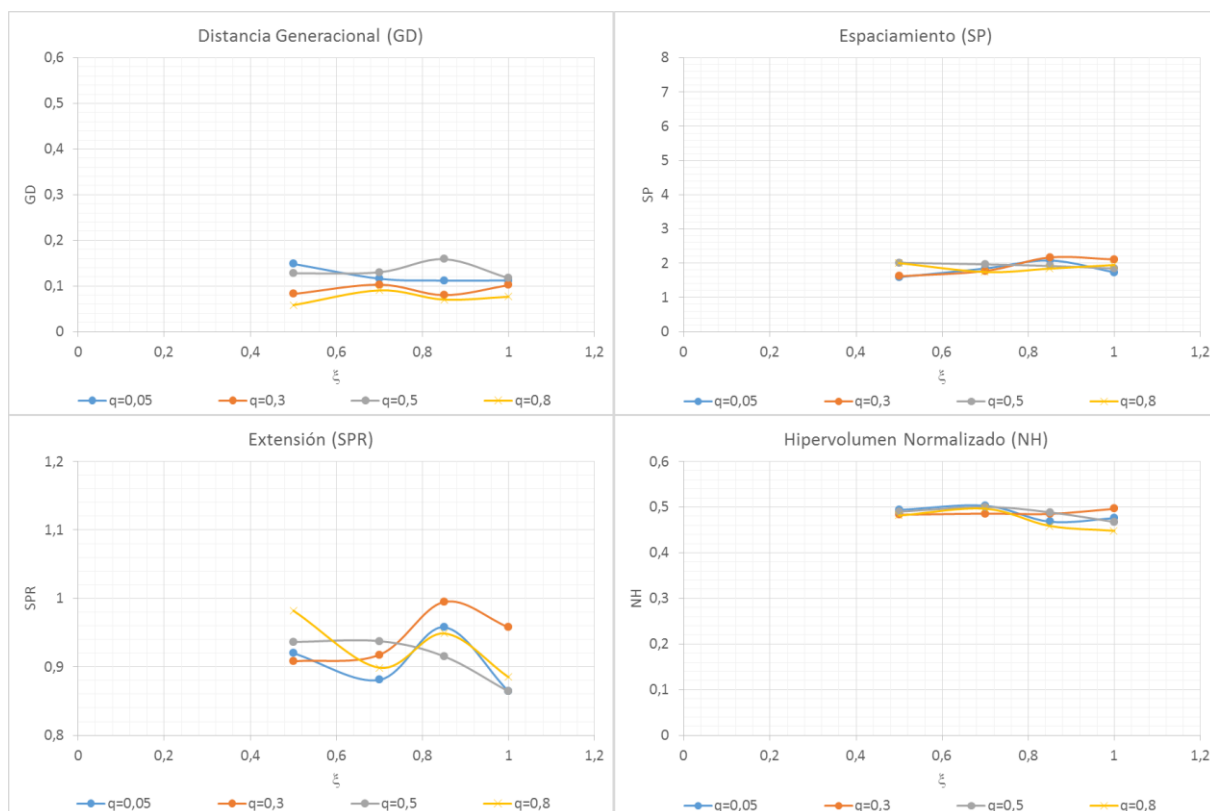 Distancia Generacional (GD)
0,6
0,5
0,4
0,3
0,2
0,1
0
GD
0
0,2
0,4
0,6
0,8
1
1,2
ξ
q=0,05
q=0,3
q=0,5
q=0,8
Espaciamiento (SP)
8
7
6
5
4
3
2
1
0
SP
0
0,2
0,4
0,6
0,8
1
1,2
ξ
q=0,05
q=0,3
q=0,5
q=0,8
Extensión (SPR)
1,2
1,1
1
0,9
0,8
SPR
0
0,2
0,4
0,6
0,8
1
1,2
ξ
q=0,05
q=0,3
q=0,5
q=0,8
Hipervolumen Normalizado (NH)
0,6
0,5
0,4
0,3
0,2
0,1
0
NH
0
0,2
0,4
0,6
0,8
1
1,2
ξ
q=0,05
q=0,3
q=0,5
q=0,8